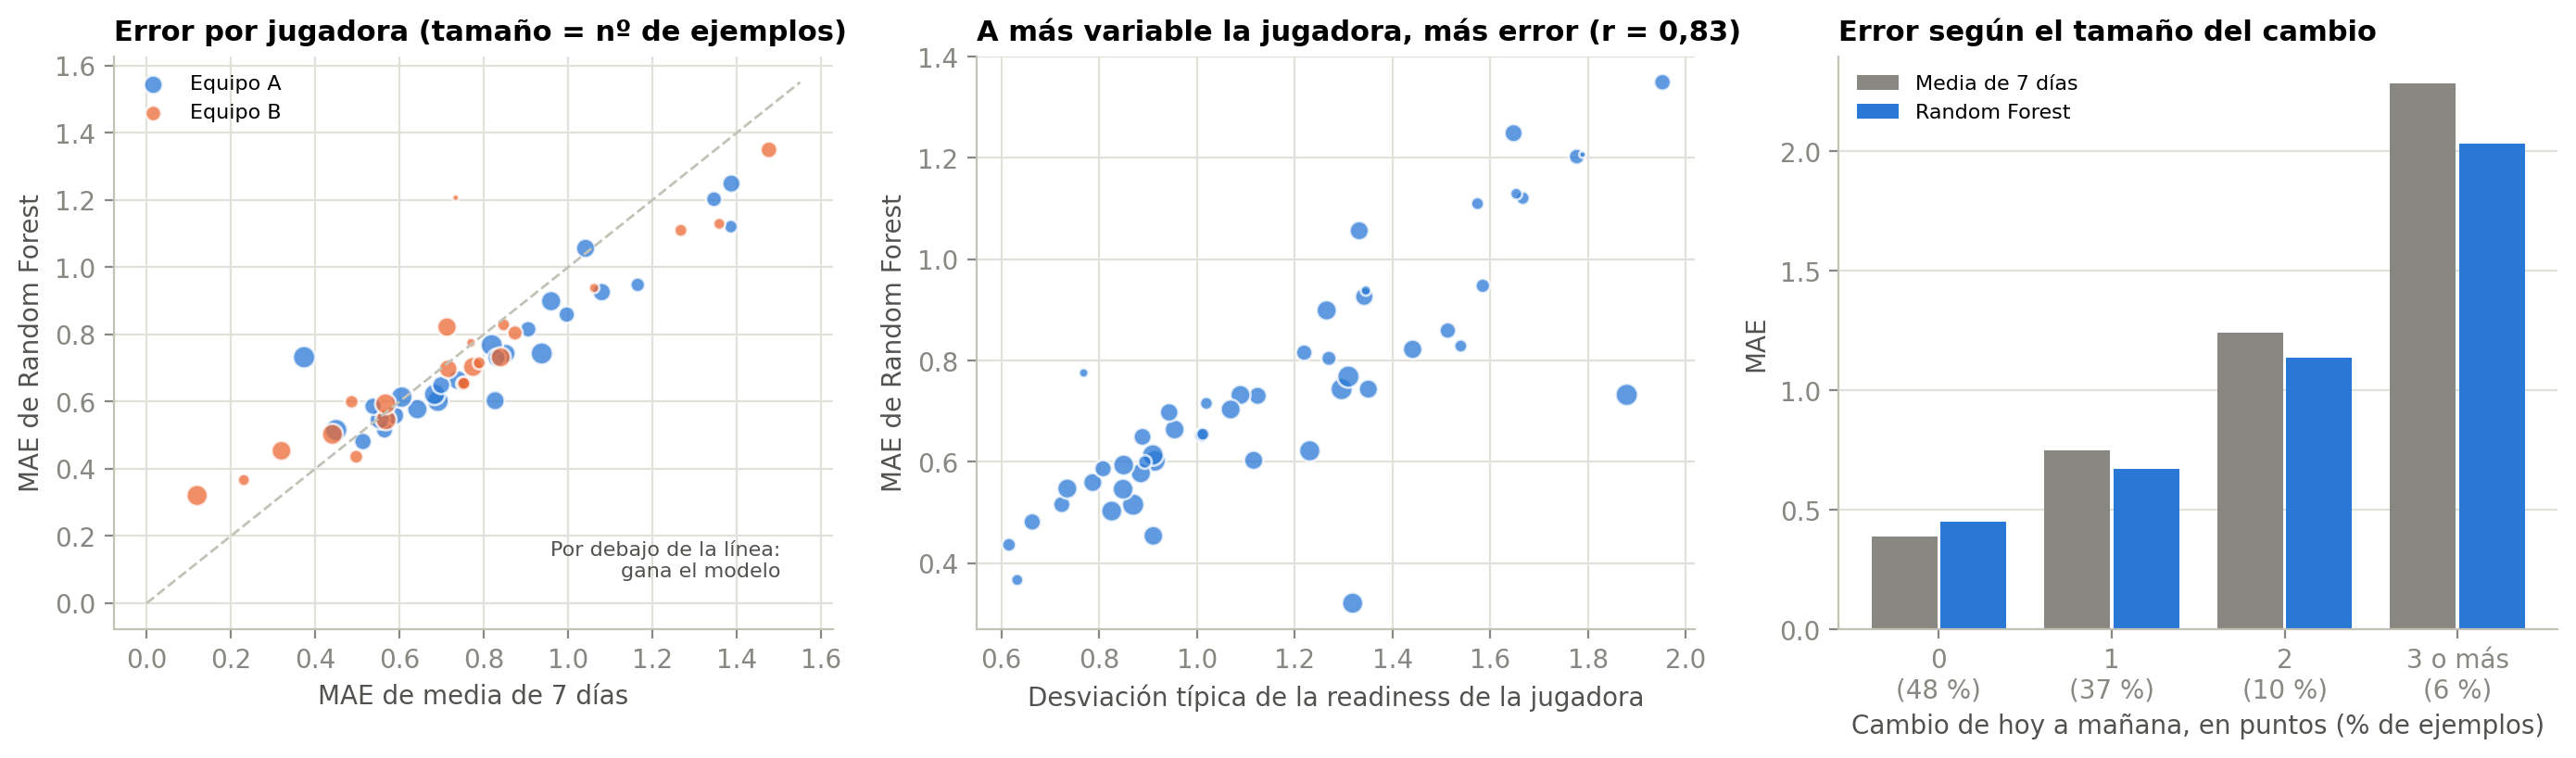 Error por jugadora (tamaño = nº de ejemplos)
1.6
1.4
1.2
1.0
0.8
0.6
0.4
0.2
0.0
MAE de Random Forest
Equipo A
Equipo B
Por debajo de la línea:
gana el modelo
0.0 0.2 0.4 0.6 0.8 1.0 1.2 1.4 1.6
MAE de media de 7 días
A más variable la jugadora, más error (r = 0,83)
1.4
1.2
1.0
0.8
0.6
0.4
MAE de Random Forest
0.6 0.8 1.0 1.2 1.4 1.6 1.8 2.0
Desviación típica de la readiness de la jugadora
Error según el tamaño del cambio
Media de 7 días
Random Forest
2.0
1.5
1.0
0.5
0.0
MAE
0 1 2 3 o más
(48 %) (37 %) (10 %) (6 %)
Cambio de hoy a mañana, en puntos (% de ejemplos)